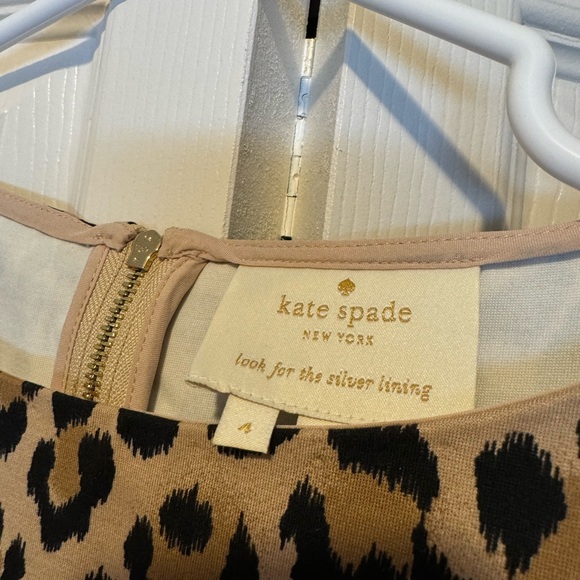 kate spade
NEW YORK
look for the silver lining
4